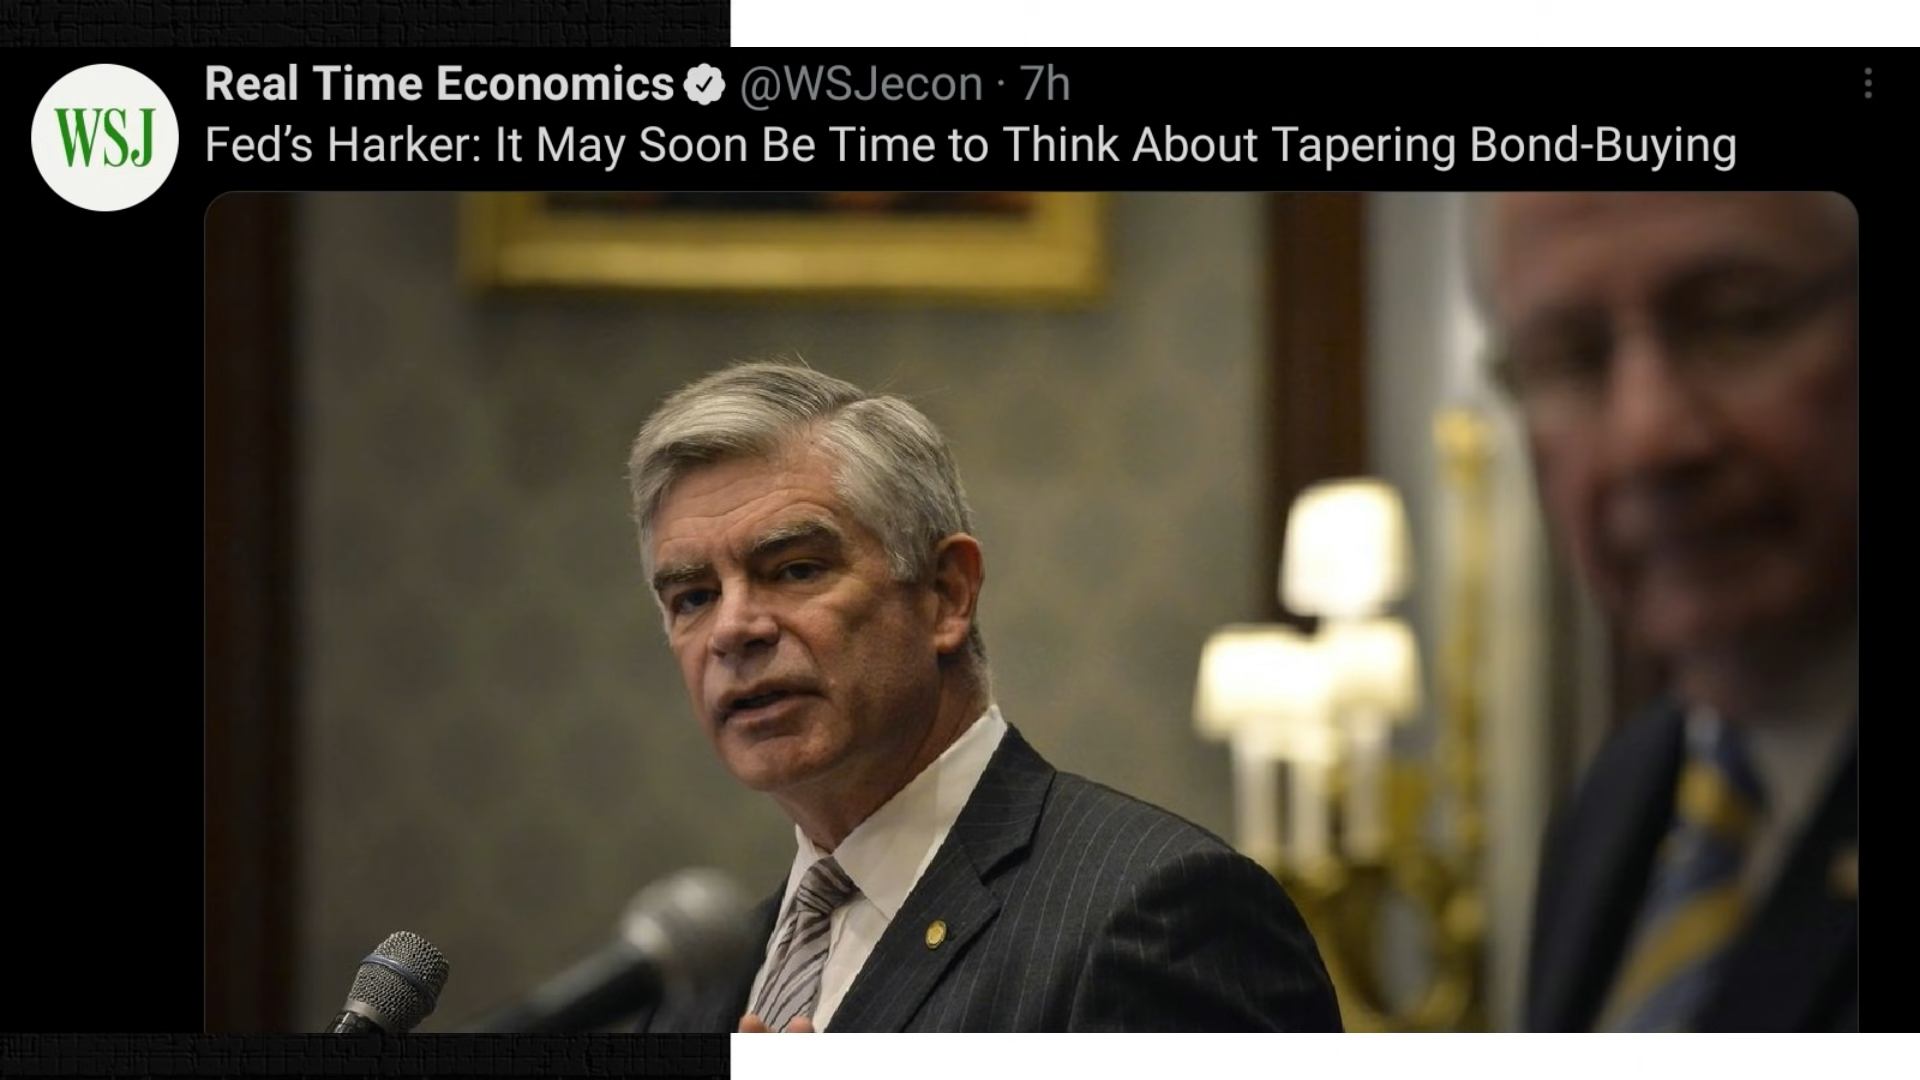 WSJ
Real Time Economics @WSJecon · 7h
Fed’s Harker: It May Soon Be Time to Think About Tapering Bond-Buying